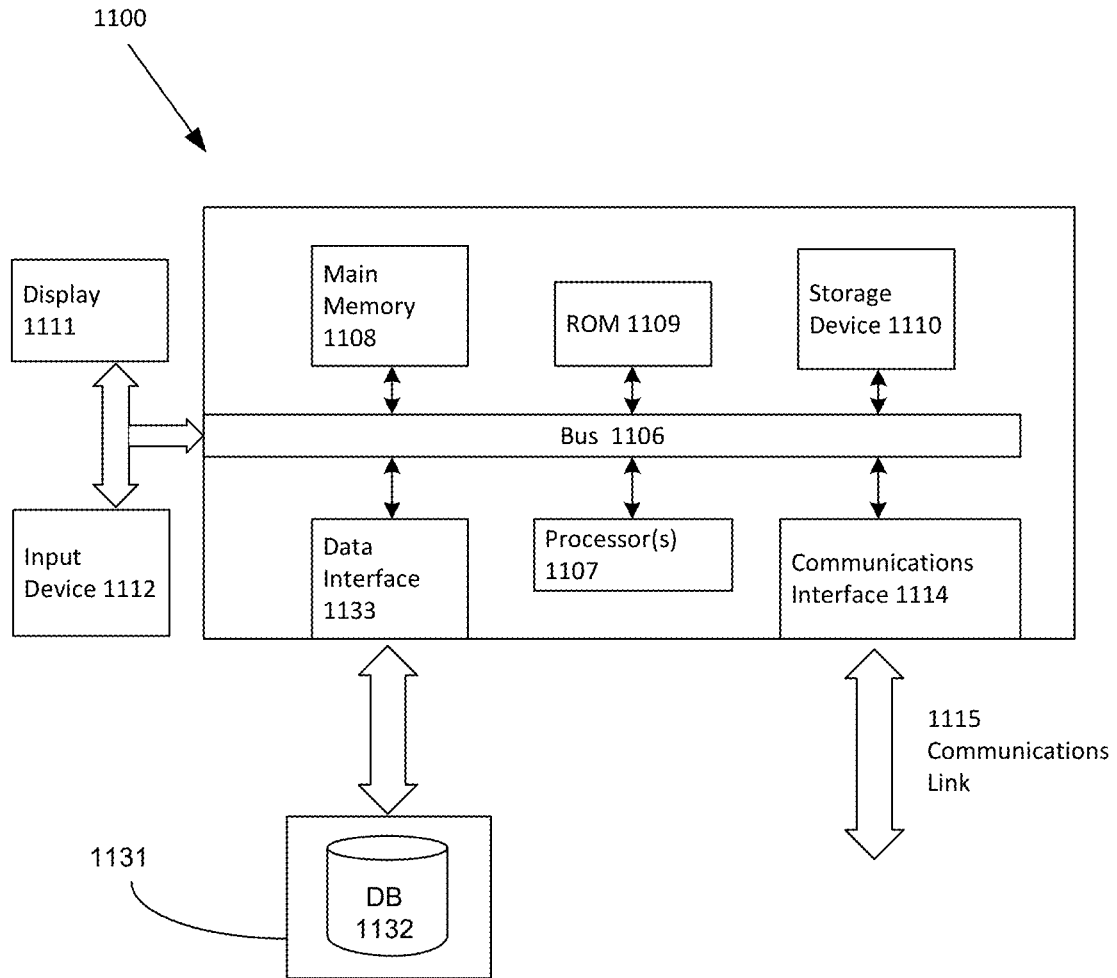 1100
Display
1111
Main
Memory
1108
ROM 1109
Storage
Device 1110
Bus 1106
Input
Device 1112
Data
Interface
1133
Processor(s)
1107
Communications
Interface 1114
1115
Communications
Link
1131
DB
1132